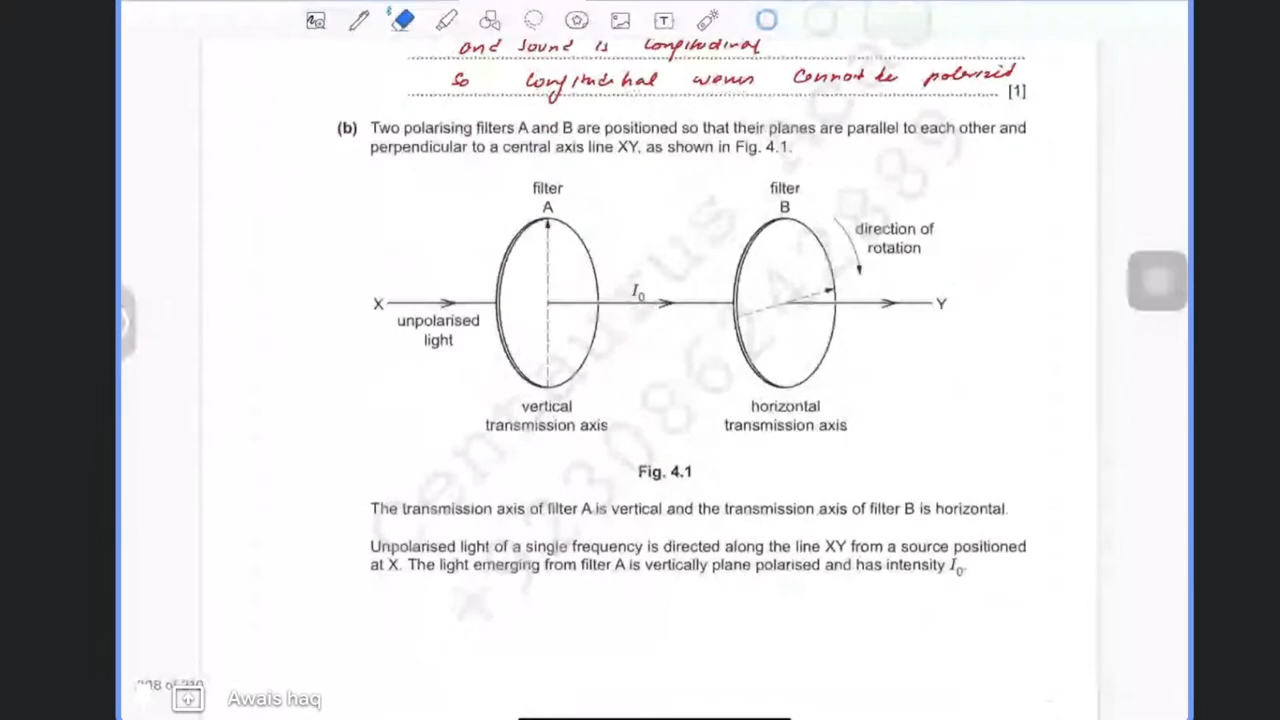 and sound is longitudinal
So longitudinal waves cannot be polarized
[1]
(b) Two polarising filters A and B are positioned so that their planes are parallel to each other and
perpendicular to a central axis line XY, as shown in Fig. 4.1.
filter
A
filter
B
direction of
rotation
X
I₀
Y
unpolarised
light
vertical
transmission axis
horizontal
transmission axis
Fig. 4.1
The transmission axis of filter A is vertical and the transmission axis of filter B is horizontal.
Unpolarised light of a single frequency is directed along the line XY from a source positioned
at X. The light emerging from filter A is vertically plane polarised and has intensity I₀.
Centaurus
+923086242889
T
Awais haq